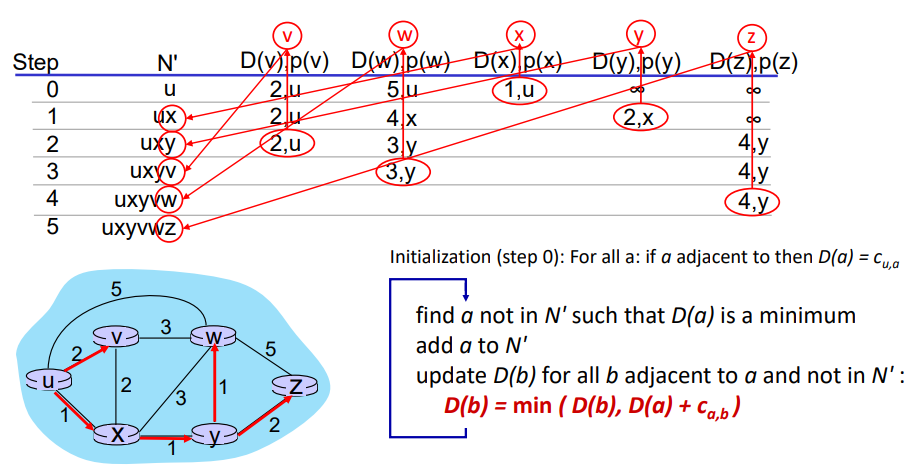 v w x y z
Step N' D(v),p(v) D(w),p(w) D(x),p(x) D(y),p(y) D(z),p(z)
0 u 2,u 5,u 1,u ∞ ∞
1 ux 2,u 4,x 2,x ∞
2 uxy 2,u 3,y 4,y
3 uxyv 3,y 4,y
4 uxyvw 4,y
5 uxyvwz
Initialization (step 0): For all a: if a adjacent to then D(a) = cu,a
find a not in N' such that D(a) is a minimum
add a to N'
update D(b) for all b adjacent to a and not in N' :
D(b) = min ( D(b), D(a) + ca,b )
5
v 3 w
2 5
u 2 3 1 z
1 2
x 1 y